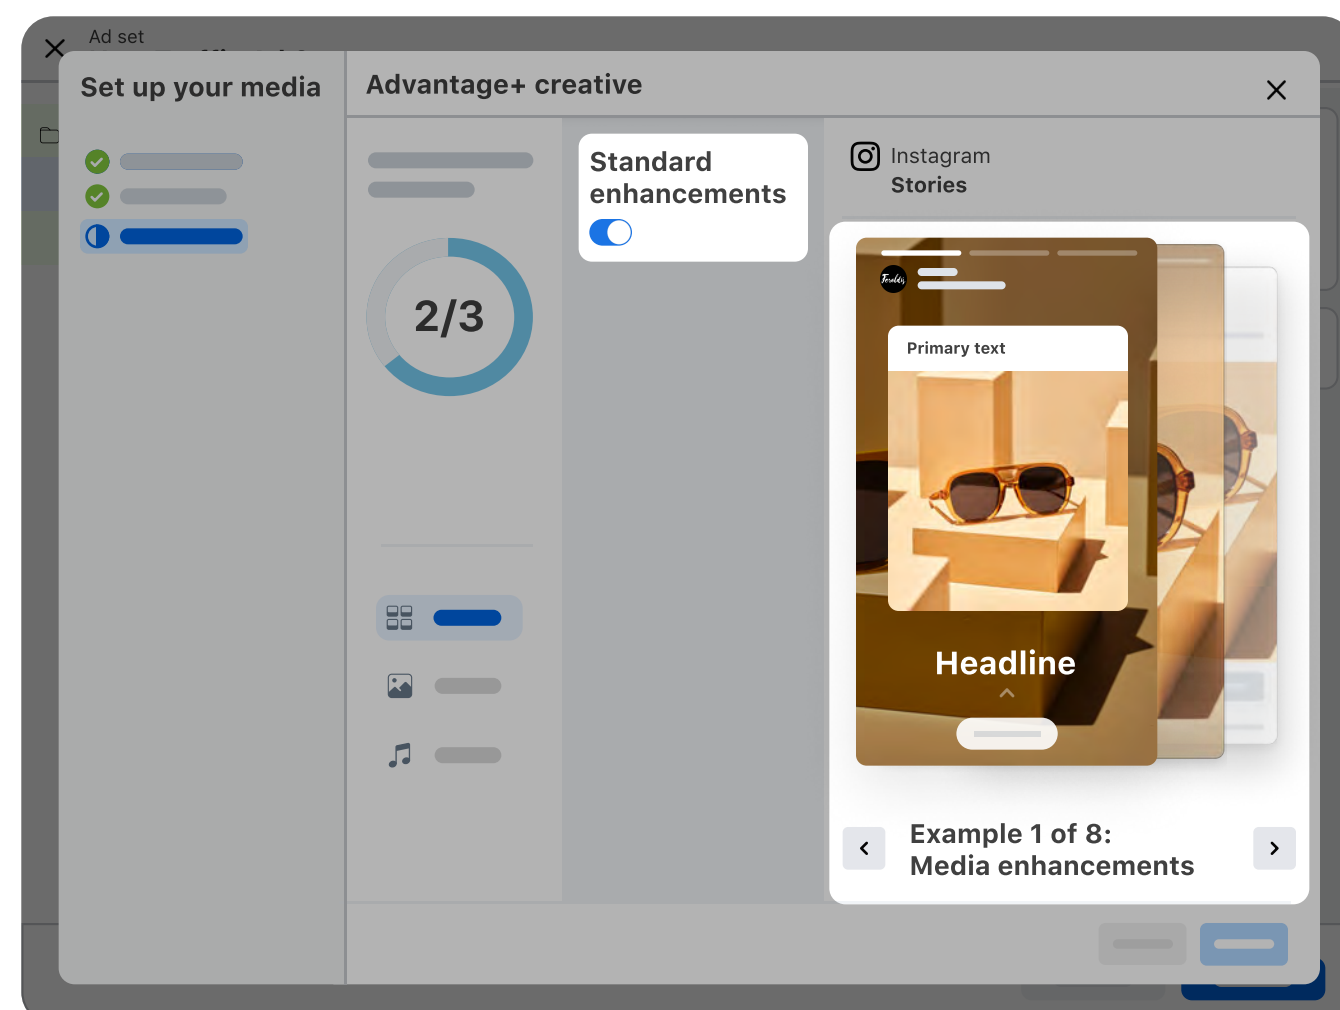 Ad set
Set up your media
Advantage+ creative
2/3
Standard
enhancements
Instagram
Stories
Primary text
Headline
Example 1 of 8:
Media enhancements